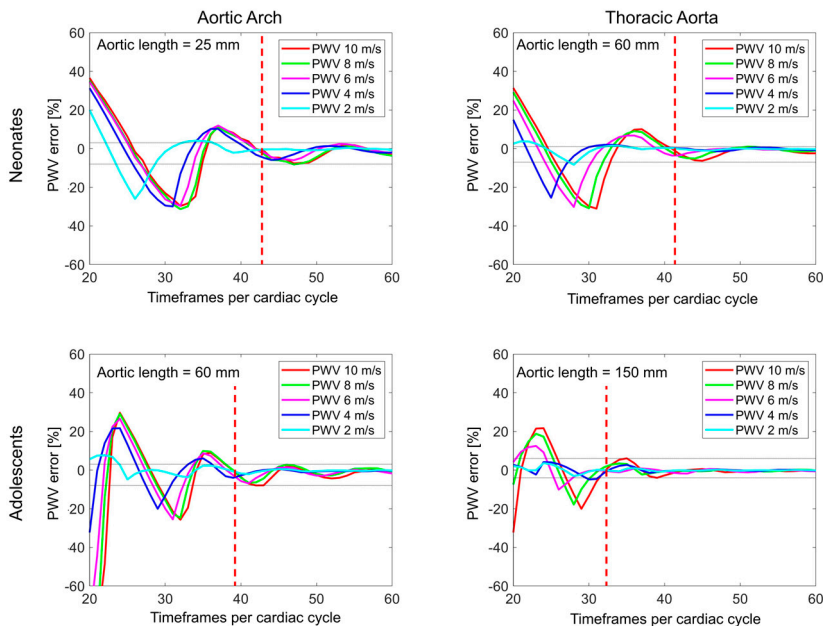 Aortic Arch
Thoracic Aorta
Neonates
Adolescents
60
40
20
0
-20
-40
-60
PWV error [%]
Aortic length = 25 mm
PWV 10 m/s
PWV 8 m/s
PWV 6 m/s
PWV 4 m/s
PWV 2 m/s
20 30 40 50 60
Timeframes per cardiac cycle
60
40
20
0
-20
-40
-60
PWV error [%]
Aortic length = 60 mm
PWV 10 m/s
PWV 8 m/s
PWV 6 m/s
PWV 4 m/s
PWV 2 m/s
20 30 40 50 60
Timeframes per cardiac cycle
60
40
20
0
-20
-40
-60
PWV error [%]
Aortic length = 60 mm
PWV 10 m/s
PWV 8 m/s
PWV 6 m/s
PWV 4 m/s
PWV 2 m/s
20 30 40 50 60
Timeframes per cardiac cycle
60
40
20
0
-20
-40
-60
PWV error [%]
Aortic length = 150 mm
PWV 10 m/s
PWV 8 m/s
PWV 6 m/s
PWV 4 m/s
PWV 2 m/s
20 30 40 50 60
Timeframes per cardiac cycle